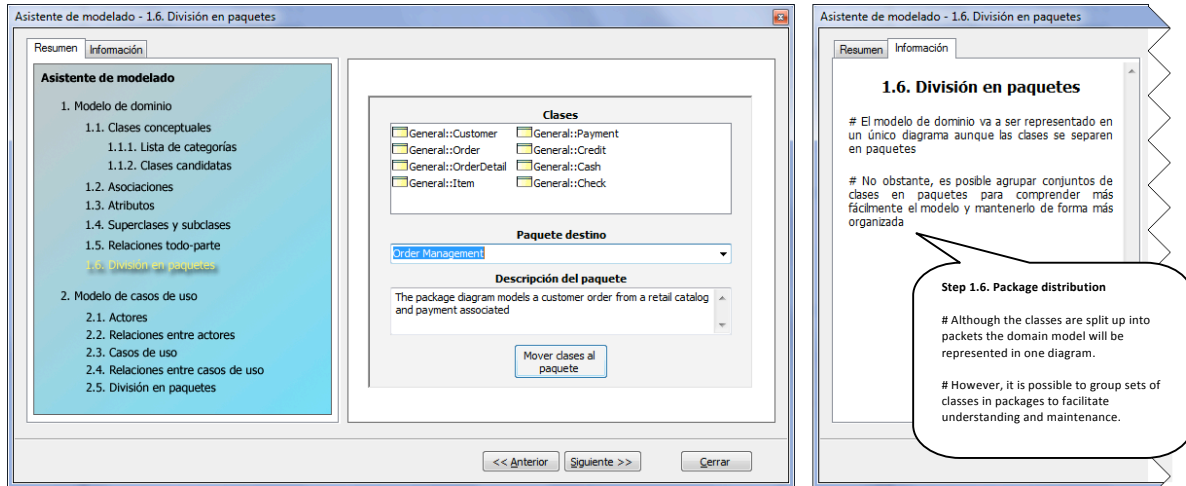 Asistente de modelado - 1.6. División en paquetes
Resumen
Información
Asistente de modelado
1. Modelo de dominio
1.1. Clases conceptuales
1.1.1. Lista de categorías
1.1.2. Clases candidatas
1.2. Asociaciones
1.3. Atributos
1.4. Superclases y subclases
1.5. Relaciones todo-parte
1.6. División en paquetes
2. Modelo de casos de uso
2.1. Actores
2.2. Relaciones entre actores
2.3. Casos de uso
2.4. Relaciones entre casos de uso
2.5. División en paquetes
Clases
General::Customer
General::Payment
General::Order
General::Credit
General::OrderDetail
General::Cash
General::Item
General::Check
Paquete destino
Order Management
Descripción del paquete
The package diagram models a customer order from a retail catalog
and payment associated
Mover clases al
paquete
<< Anterior
Siguiente >>
Cerrar
Asistente de modelado - 1.6. División en paquetes
Resumen
Información
1.6. División en paquetes
# El modelo de dominio va a ser representado en
un único diagrama aunque las clases se separen
en paquetes
# No obstante, es posible agrupar conjuntos de
clases en paquetes para comprender más
fácilmente el modelo y mantenerlo de forma más
organizada
Step 1.6. Package distribution
# Although the classes are split up into
packets the domain model will be
represented in one diagram.
# However, it is possible to group sets of
classes in packages to facilitate
understanding and maintenance.